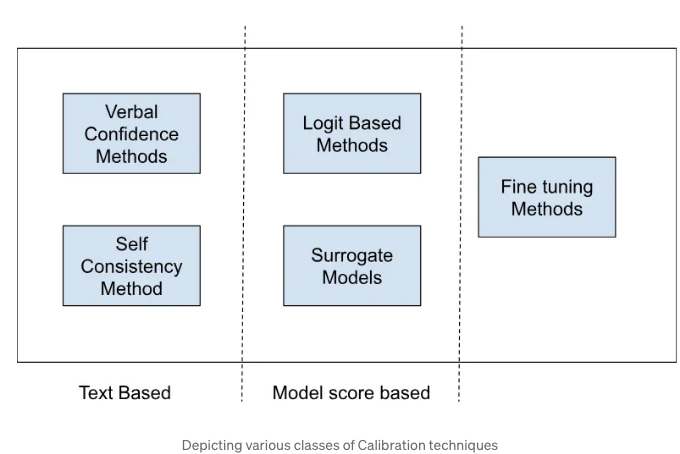 Verbal
Confidence
Methods
Self
Consistency
Method
Logit Based
Methods
Surrogate
Models
Fine tuning
Methods
Text Based
Model score based
Depicting various classes of Calibration techniques